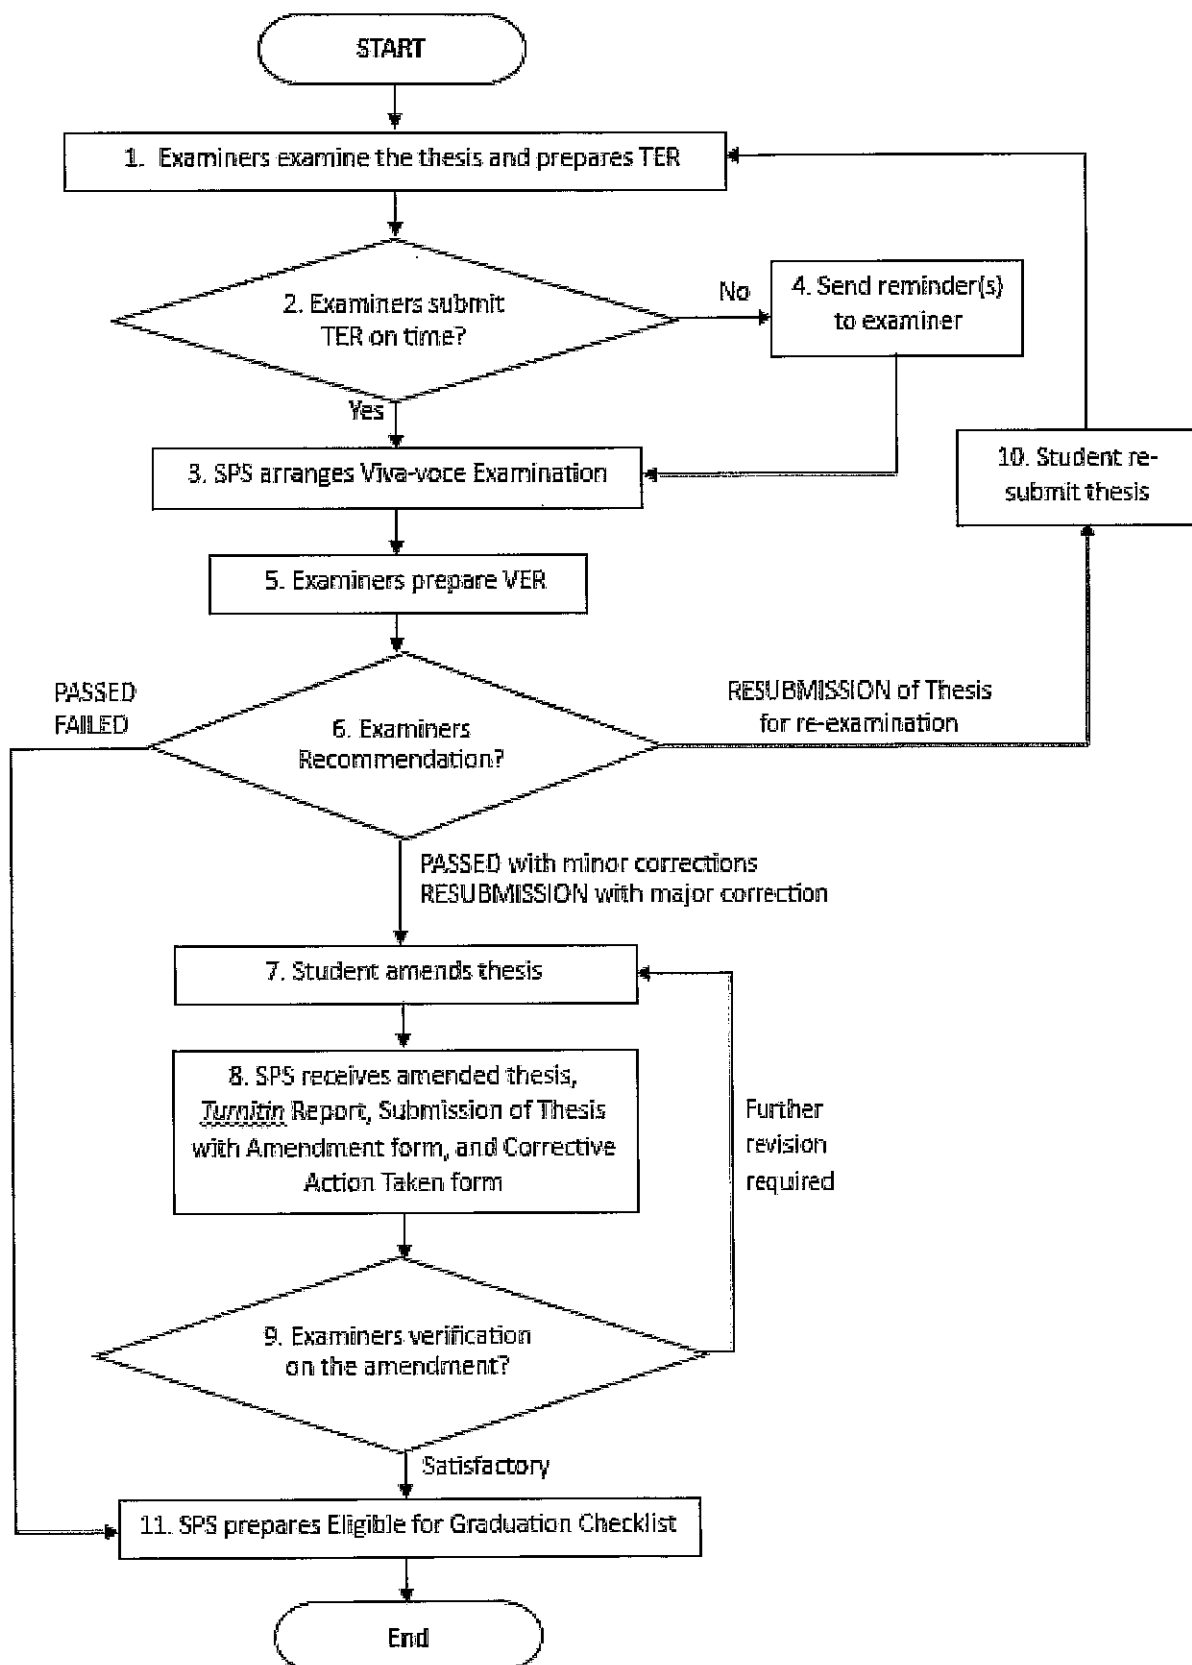 START
1. Examiners examine the thesis and prepares TER
2. Examiners submit
TER on time?
No
4. Send reminder(s)
to examiner
Yes
3. SPS arranges Viva-voce Examination
10. Student re-
submit thesis
5. Examiners prepare VER
PASSED
FAILED
6. Examiners
Recommendation?
RESUBMISSION of Thesis
for re-examination
PASSED with minor corrections
RESUBMISSION with major correction
7. Student amends thesis
8. SPS receives amended thesis,
Turnitin Report, Submission of Thesis
with Amendment form, and Corrective
Action Taken form
Further
revision
required
9. Examiners verification
on the amendment?
Satisfactory
11. SPS prepares Eligible for Graduation Checklist
End